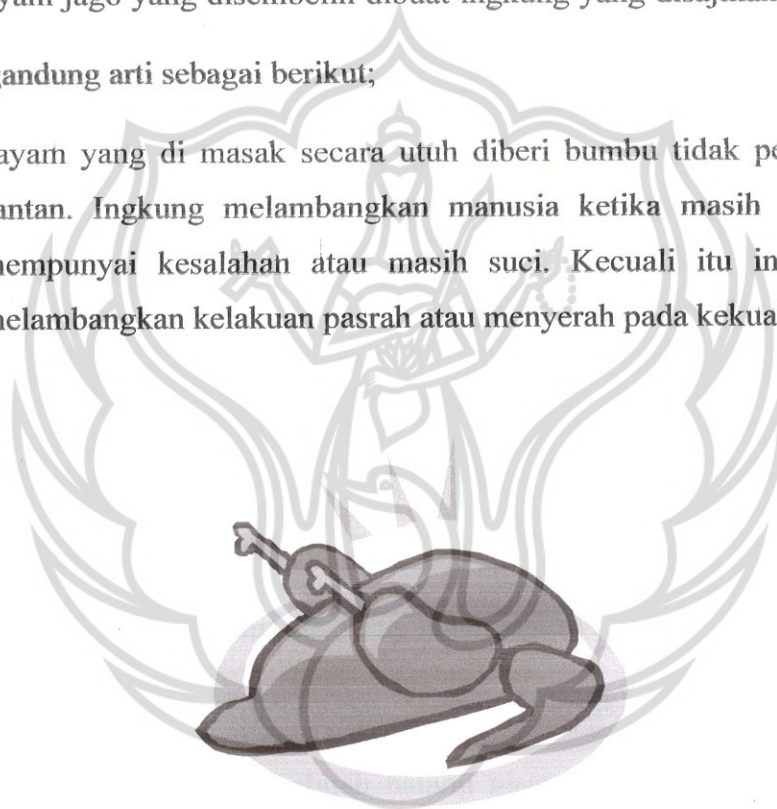 yam jago yang disembelih dibuat ingkung yang disajikan
gandung arti sebagai berikut;
ayam yang di masak secara utuh diberi bumbu tidak pe
antan. Ingkung melambangkan manusia ketika masih
mempunyai kesalahan atau masih suci. Kecuali itu in
melambangkan kelakuan pasrah atau menyerah pada kekua